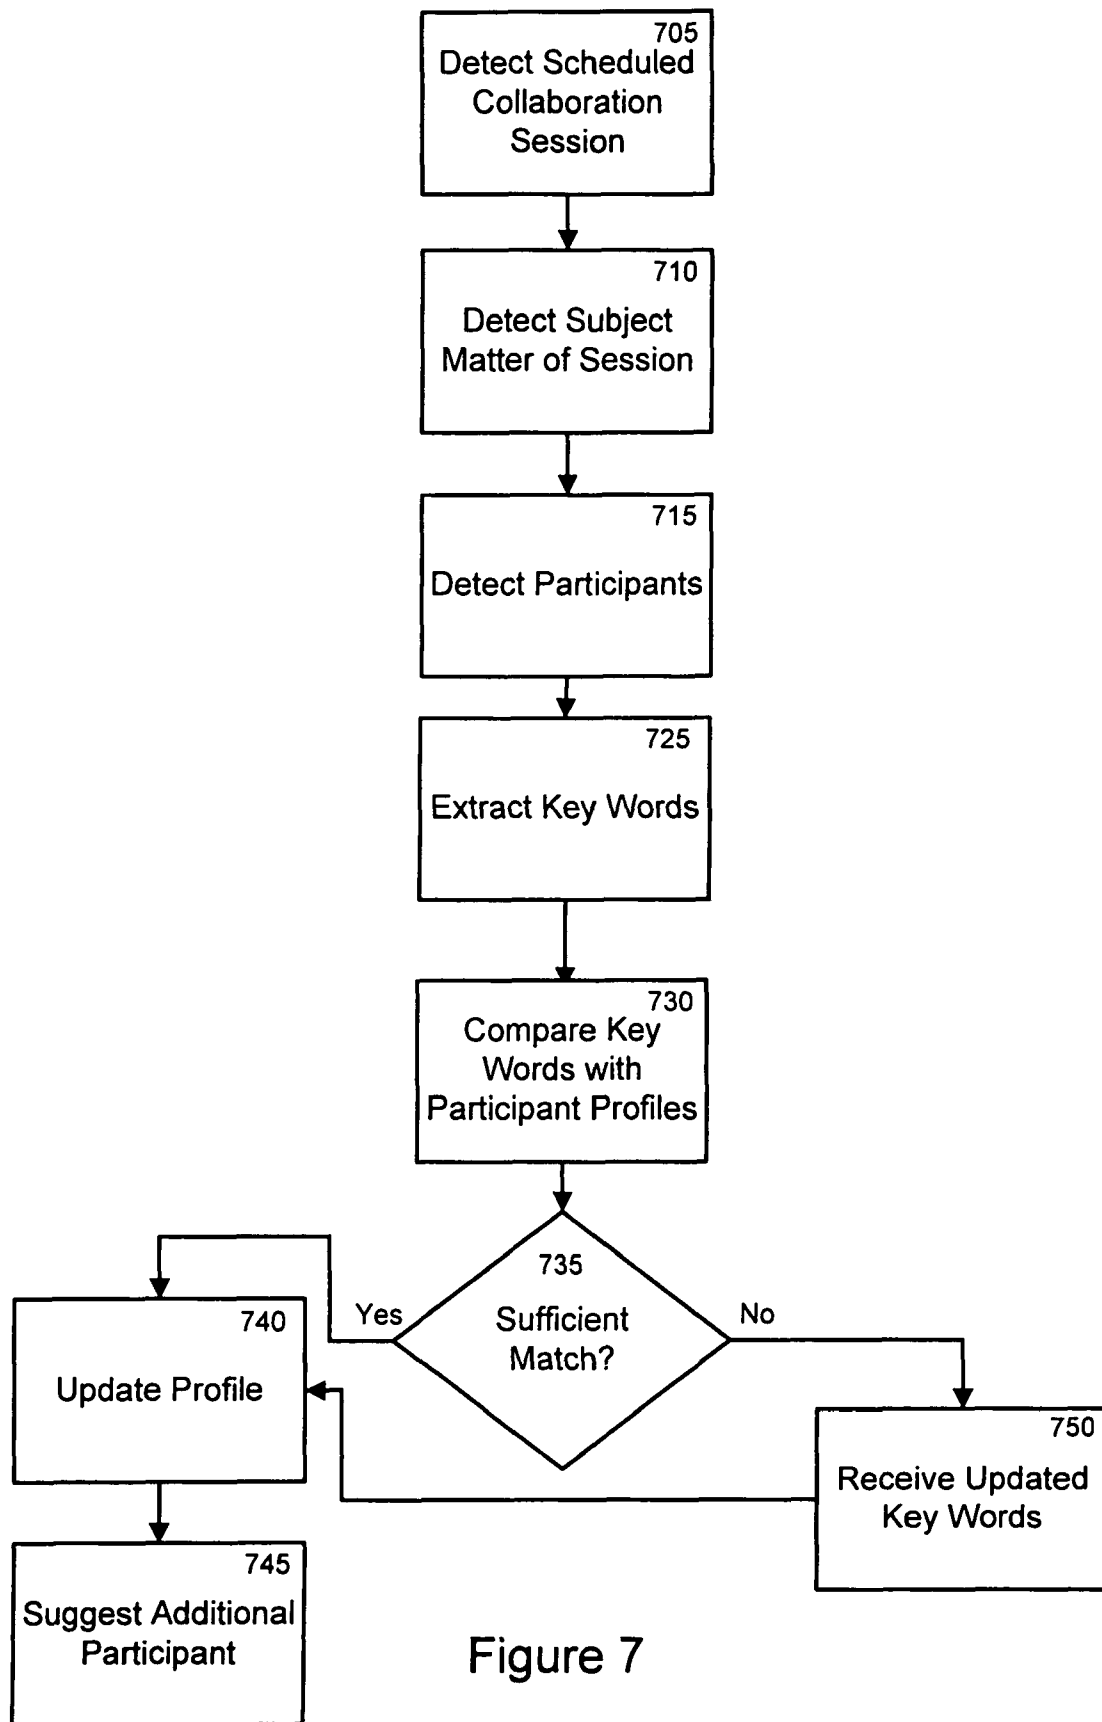 705
Detect Scheduled
Collaboration
Session
710
Detect Subject
Matter of Session
715
Detect Participants
725
Extract Key Words
730
Compare Key
Words with
Participant Profiles
735
Sufficient
Match?
Yes
No
740
Update Profile
750
Receive Updated
Key Words
745
Suggest Additional
Participant
Figure 7